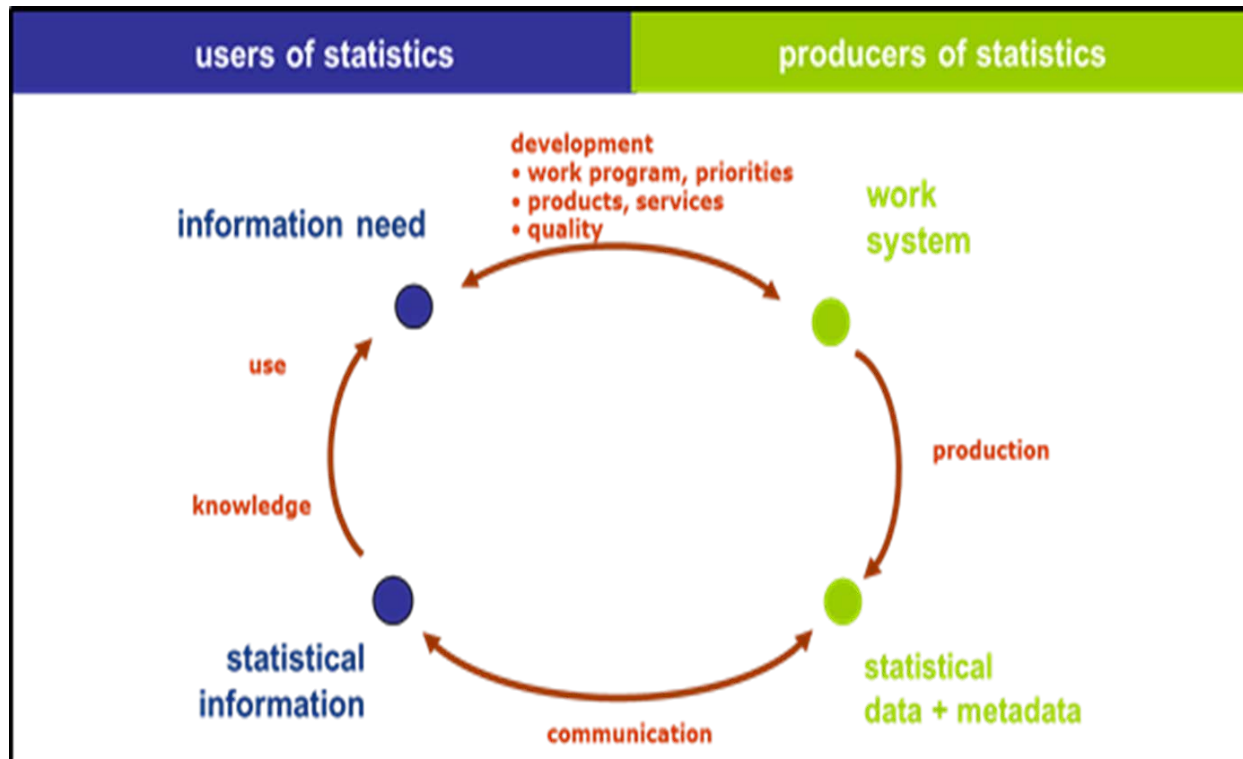 users of statistics
producers of statistics
development
• work program, priorities
• products, services
• quality
information need
work
system
use
production
knowledge
statistical
information
statistical
data + metadata
communication